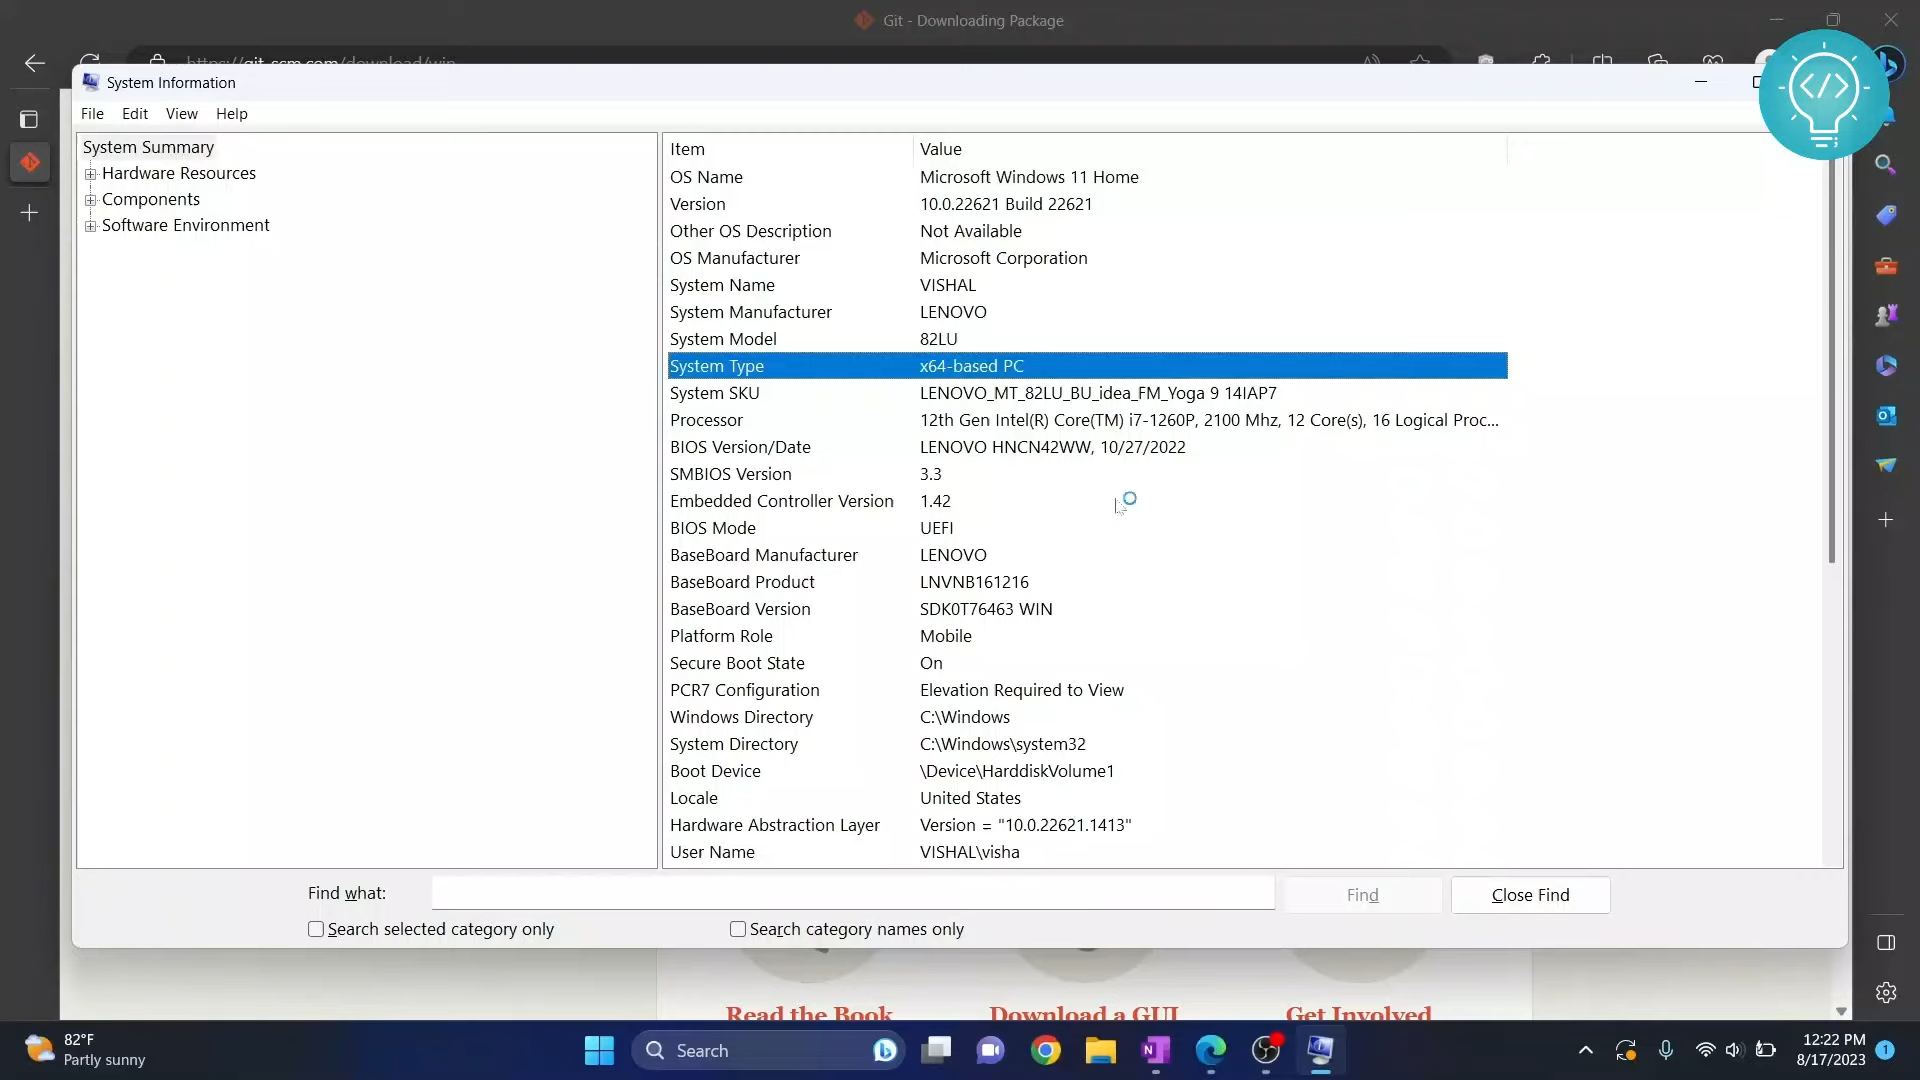 Git - Downloading Package
https://git-scm.com/download/win
System Information
File Edit View Help
System Summary
Hardware Resources
Components
Software Environment
Item Value
OS Name Microsoft Windows 11 Home
Version 10.0.22621 Build 22621
Other OS Description Not Available
OS Manufacturer Microsoft Corporation
System Name VISHAL
System Manufacturer LENOVO
System Model 82LU
System Type x64-based PC
System SKU LENOVO_MT_82LU_BU_idea_FM_Yoga 9 14IAP7
Processor 12th Gen Intel(R) Core(TM) i7-1260P, 2100 Mhz, 12 Core(s), 16 Logical Proc...
BIOS Version/Date LENOVO HNCN42WW, 10/27/2022
SMBIOS Version 3.3
Embedded Controller Version 1.42
BIOS Mode UEFI
BaseBoard Manufacturer LENOVO
BaseBoard Product LNVNB161216
BaseBoard Version SDK0T76463 WIN
Platform Role Mobile
Secure Boot State On
PCR7 Configuration Elevation Required to View
Windows Directory C:\Windows
System Directory C:\Windows\system32
Boot Device \Device\HarddiskVolume1
Locale United States
Hardware Abstraction Layer Version = "10.0.22621.1413"
User Name VISHAL\visha
Find what: Find Close Find
Search selected category only Search category names only
Read the Book Download a GUI Get Involved
82°F
Partly sunny
Search
12:22 PM
8/17/2023
1